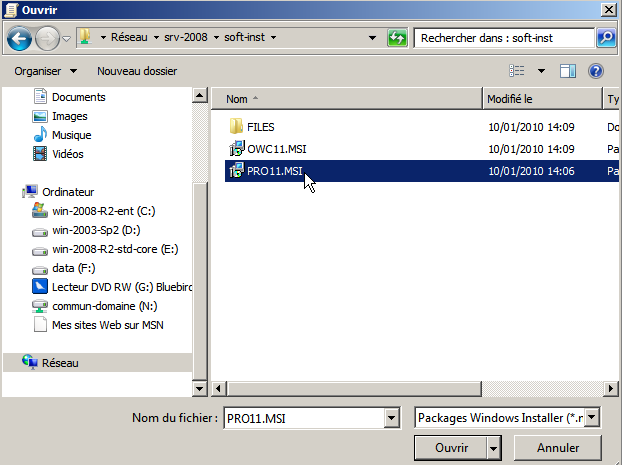 Ouvrir
Réseau srv-2008 soft-inst
Rechercher dans : soft-inst
Organiser Nouveau dossier
Documents
Images
Musique
Vidéos
Ordinateur
win-2008-R2-ent (C:)
win-2003-Sp2 (D:)
win-2008-R2-std-core (E:)
data (F:)
Lecteur DVD RW (G:) Bluebird
commun-domaine (N:)
Mes sites Web sur MSN
Réseau
Nom Modifié le Ty
FILES 10/01/2010 14:09 Do
OWC11.MSI 10/01/2010 14:09 Pa
PRO11.MSI 10/01/2010 14:06 Pa
Nom du fichier : PRO11.MSI
Packages Windows Installer (*.m
Ouvrir Annuler